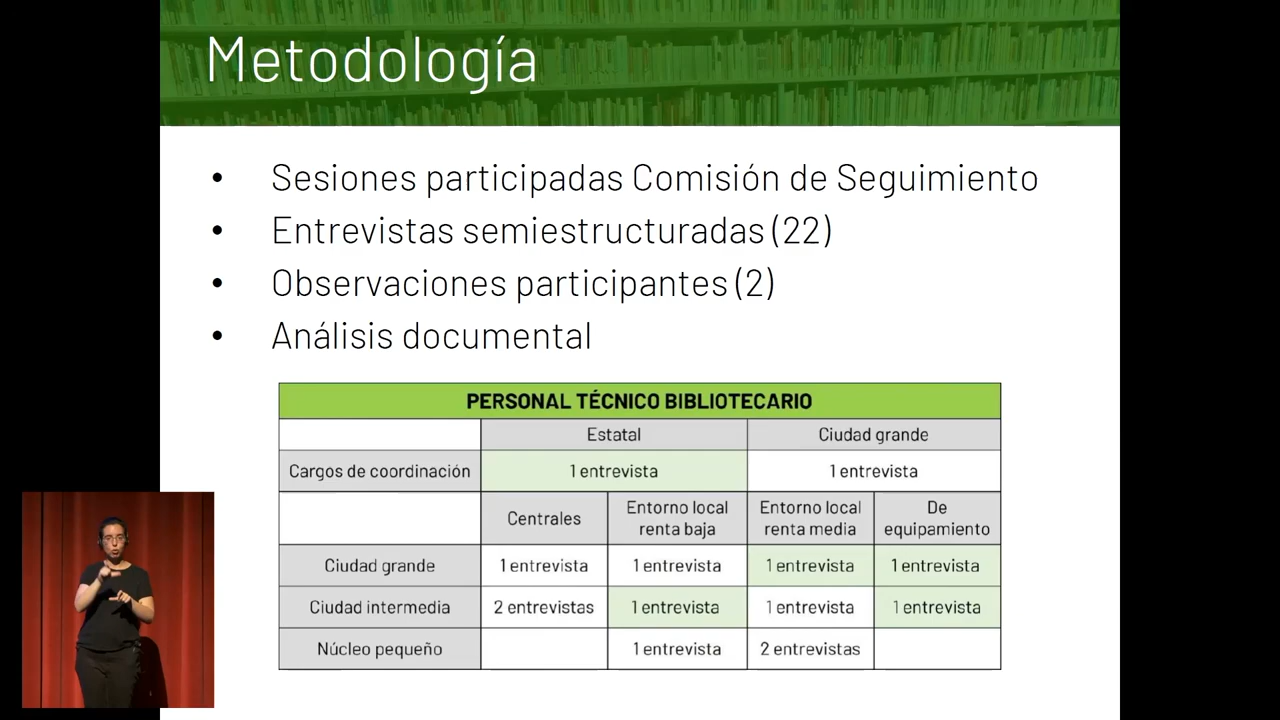 Metodología
• Sesiones participadas Comisión de Seguimiento
• Entrevistas semiestructuradas (22)
• Observaciones participantes (2)
• Análisis documental
PERSONAL TÉCNICO BIBLIOTECARIO
Estatal Ciudad grande
Cargos de coordinación 1 entrevista 1 entrevista
Centrales Entorno local renta baja Entorno local renta media De equipamiento
Ciudad grande 1 entrevista 1 entrevista 1 entrevista 1 entrevista
Ciudad intermedia 2 entrevistas 1 entrevista 1 entrevista 1 entrevista
Núcleo pequeño 1 entrevista 2 entrevistas